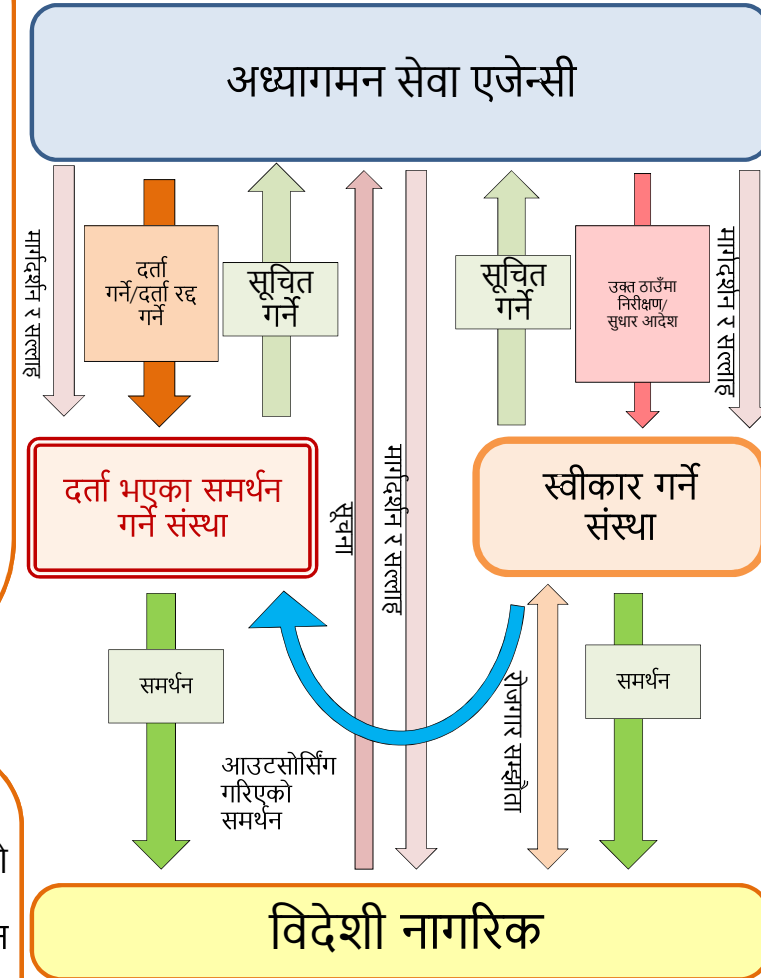 अध्यागमन सेवा एजेन्सी
मार्गदर्शन र सल्लाह
दर्ता
गर्ने/दर्ता रद्द
गर्ने
सूचित
गर्ने
सूचित
गर्ने
उक्त ठाउँमा
निरीक्षण/
सुधार आदेश
मार्गदर्शन र सल्लाह
दर्ता भएका समर्थन
गर्ने संस्था
सूचना
मार्गदर्शन र सल्लाह
स्वीकार गर्ने
संस्था
समर्थन
आउटसोर्सिंग
गरिएको
समर्थन
रोजगार सम्झौता
समर्थन
विदेशी नागरिक